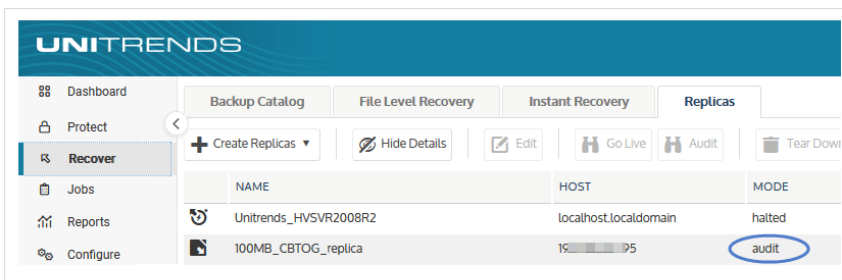 UNITRENDS
Dashboard
Protect
Recover
Jobs
Reports
Configure
Backup Catalog File Level Recovery Instant Recovery Replicas
Create Replicas Hide Details Edit Go Live Audit Tear Down
NAME HOST MODE
Unitrends_HVSVR2008R2 localhost.localdomain halted
100MB_CBTOG_replica audit